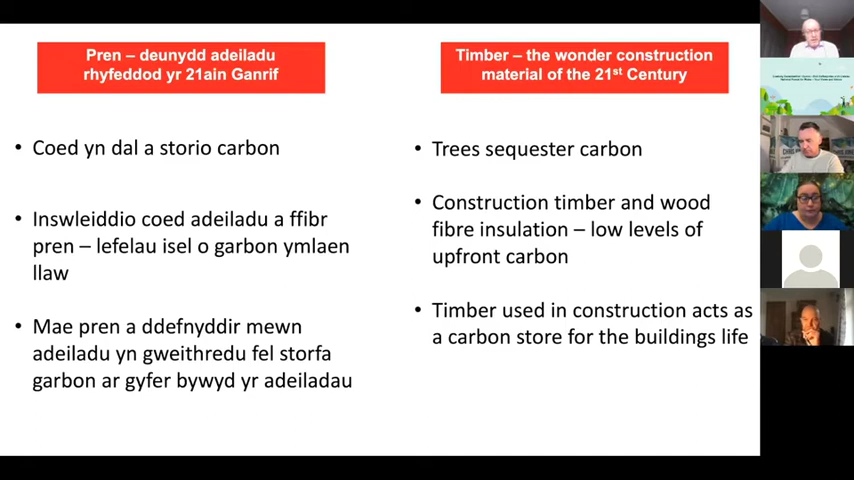 Pren – deunydd adeiladu
rhyfeddod yr 21ain Ganrif
Coed yn dal a storio carbon
Inswleiddio coed adeiladu a ffibr
pren – lefelau isel o garbon ymlaen
llaw
Mae pren a ddefnyddir mewn
adeiladu yn gweithredu fel storfa
garbon ar gyfer bywyd yr adeiladau
Timber – the wonder construction
material of the 21st Century
Trees sequester carbon
Construction timber and wood
fibre insulation – low levels of
upfront carbon
Timber used in construction acts as
a carbon store for the buildings life